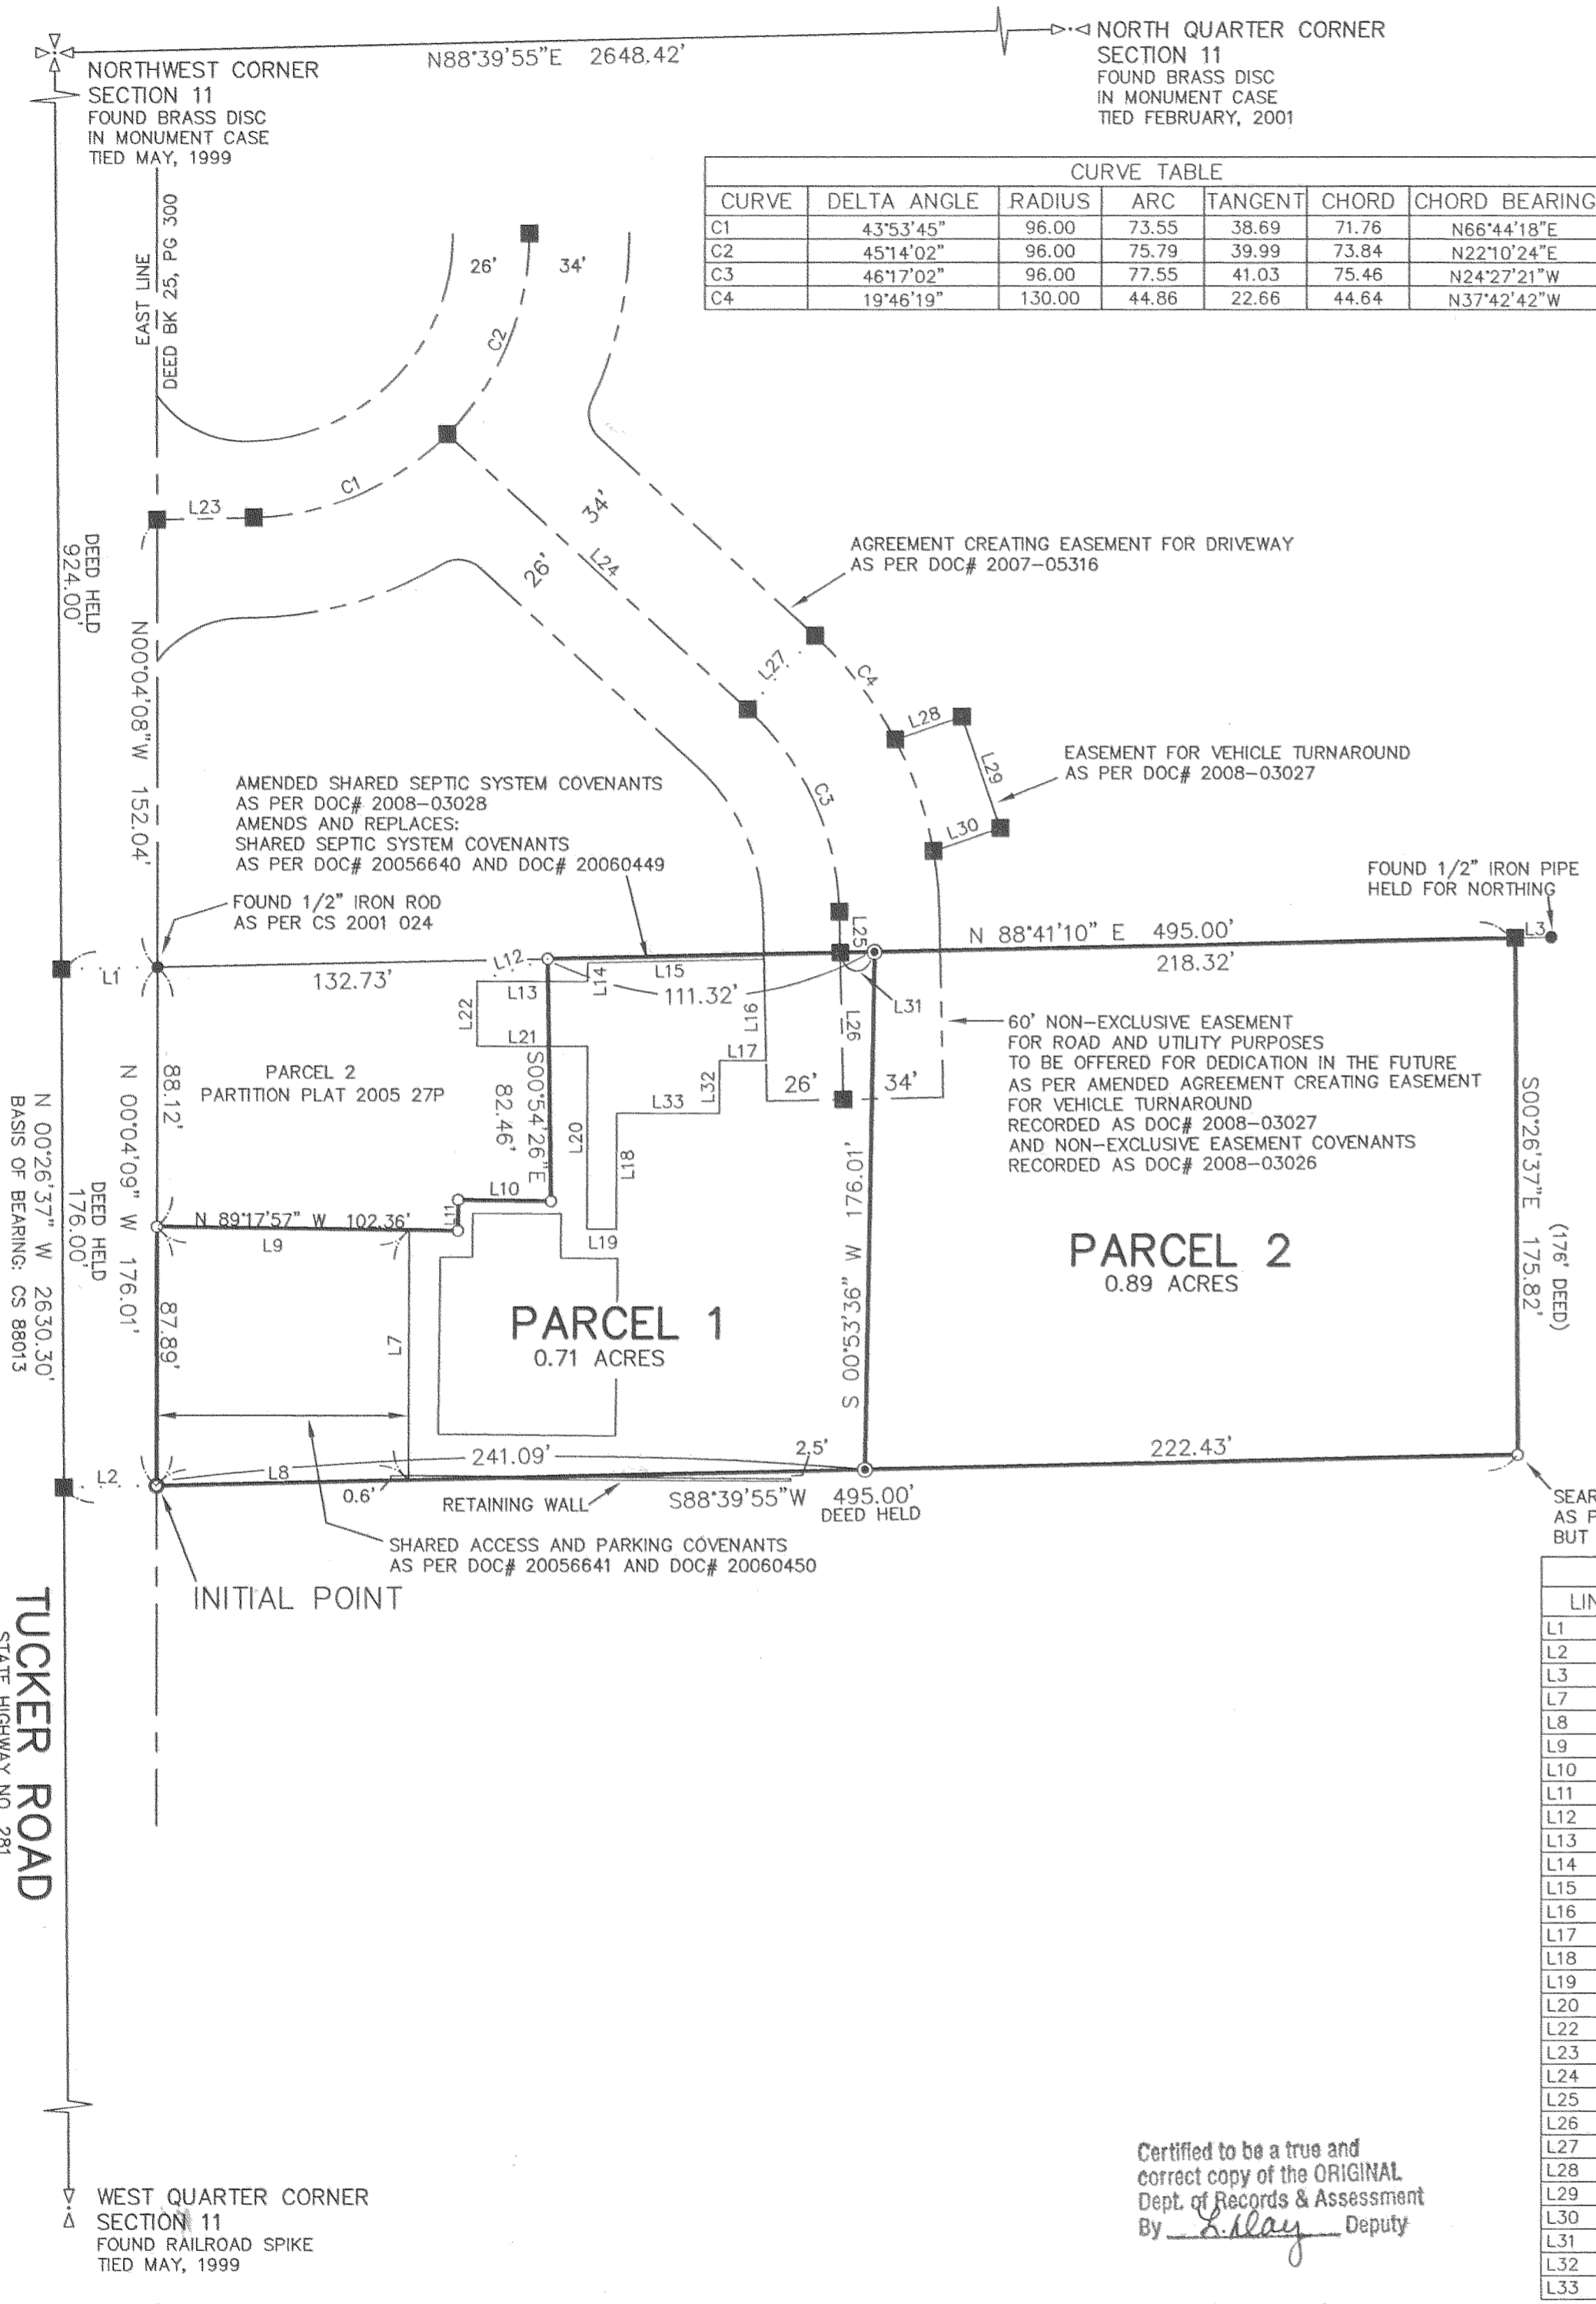 N88°39'55"E 2648.42'
NORTH QUARTER CORNER
SECTION 11
FOUND BRASS DISC
IN MONUMENT CASE
TIED FEBRUARY, 2001
NORTHWEST CORNER
SECTION 11
FOUND BRASS DISC
IN MONUMENT CASE
TIED MAY, 1999
CURVE TABLE
CURVE DELTA ANGLE RADIUS ARC TANGENT CHORD CHORD BEARING
C1 43°53'45" 96.00 73.55 38.69 71.76 N66°44'18"E
C2 45°14'02" 96.00 75.79 39.99 73.84 N22°10'24"E
C3 46°17'02" 96.00 77.55 41.03 75.46 N24°27'21"W
C4 19°46'19" 130.00 44.86 22.66 44.64 N37°42'42"W
EAST LINE
DEED BK 25, PG 300
26'
34'
C2
C1
L23
34'
26'
L24
AGREEMENT CREATING EASEMENT FOR DRIVEWAY
AS PER DOC# 2007-05316
DEED HELD
924.00'
N00°04'08"W 152.04'
L27
C4
L28
L29
L30
C3
EASEMENT FOR VEHICLE TURNAROUND
AS PER DOC# 2008-03027
AMENDED SHARED SEPTIC SYSTEM COVENANTS
AS PER DOC# 2008-03028
AMENDS AND REPLACES:
SHARED SEPTIC SYSTEM COVENANTS
AS PER DOC# 20056640 AND DOC# 20060449
FOUND 1/2" IRON ROD
AS PER CS 2001 024
FOUND 1/2" IRON PIPE
HELD FOR NORTHING
L25
N 88°41'10" E 495.00'
218.32'
L3
L1
132.73'
L12
L13
L14
L15
111.32'
L16
L31
L22
L21
L26
L17
L32
L33
26'
34'
60' NON-EXCLUSIVE EASEMENT
FOR ROAD AND UTILITY PURPOSES
TO BE OFFERED FOR DEDICATION IN THE FUTURE
AS PER AMENDED AGREEMENT CREATING EASEMENT
FOR VEHICLE TURNAROUND
RECORDED AS DOC# 2008-03027
AND NON-EXCLUSIVE EASEMENT COVENANTS
RECORDED AS DOC# 2008-03026
PARCEL 2
PARTITION PLAT 2005 27P
88.12'
N 00°04'09" W 176.01'
DEED HELD
176.00'
N 00°26'37" W 2630.30'
BASIS OF BEARING: CS 88013
S00°54'26"E
82.46'
L20
L18
L19
L10
L11
N 89°17'57" W 102.36'
L9
87.89'
L7
S 00°53'36" W 176.01'
S00°26'37"E 175.82'
(176' DEED)
PARCEL 2
0.89 ACRES
PARCEL 1
0.71 ACRES
L2
L8
241.09'
2.5'
222.43'
0.6'
RETAINING WALL
S88°39'55"W 495.00'
DEED HELD
SHARED ACCESS AND PARKING COVENANTS
AS PER DOC# 20056641 AND DOC# 20060450
INITIAL POINT
SEAR
AS P
BUT
TUCKER ROAD
STATE HIGHWAY NO. 281
LIN
L1
L2
L3
L7
L8
L9
L10
L11
L12
L13
L14
L15
L16
L17
L18
L19
L20
L22
L23
L24
L25
L26
L27
L28
L29
L30
L31
L32
L33
WEST QUARTER CORNER
SECTION 11
FOUND RAILROAD SPIKE
TIED MAY, 1999
Certified to be a true and
correct copy of the ORIGINAL
Dept. of Records & Assessment
By L. Day Deputy